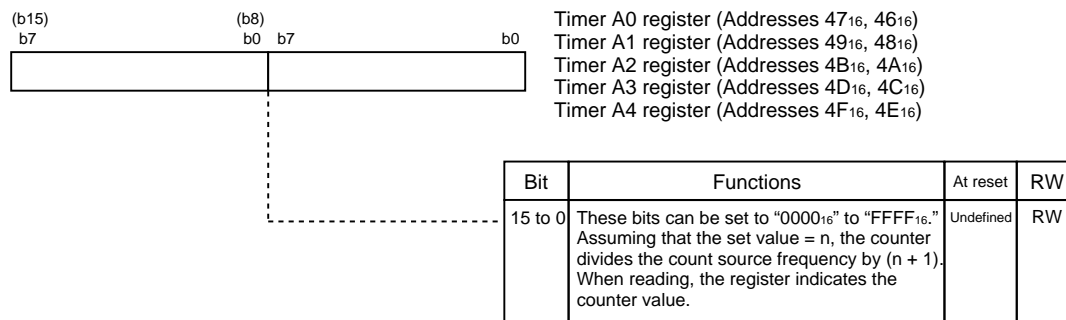 (b15) (b8)
b7 b0 b7 b0
Timer A0 register (Addresses 47₁₆, 46₁₆)
Timer A1 register (Addresses 49₁₆, 48₁₆)
Timer A2 register (Addresses 4B₁₆, 4A₁₆)
Timer A3 register (Addresses 4D₁₆, 4C₁₆)
Timer A4 register (Addresses 4F₁₆, 4E₁₆)
Bit Functions At reset RW
15 to 0 These bits can be set to “0000₁₆” to “FFFF₁₆.” Undefined RW
Assuming that the set value = n, the counter
divides the count source frequency by (n + 1).
When reading, the register indicates the
counter value.